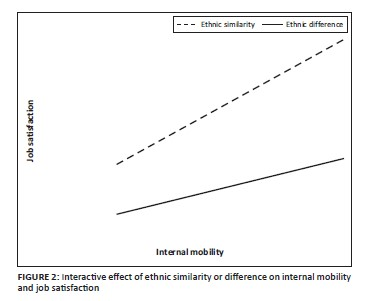 Ethnic similarity Ethnic difference
Job satisfaction
Internal mobility
FIGURE 2: Interactive effect of ethnic similarity or difference on internal mobility
and job satisfaction